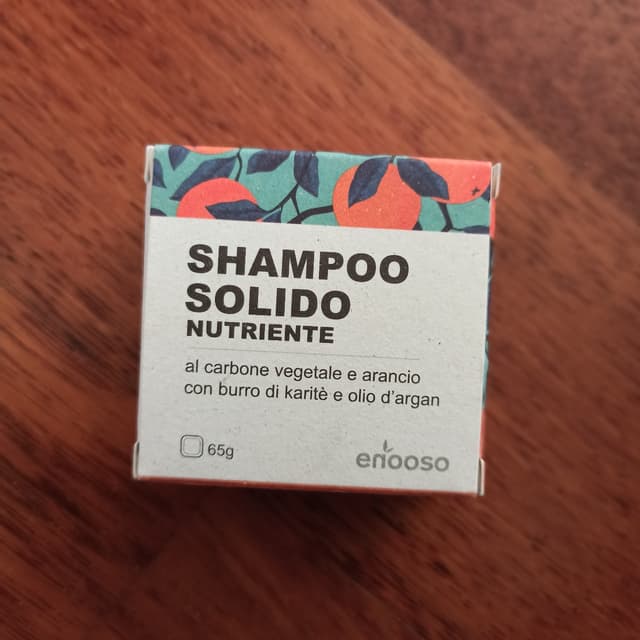 SHAMPOO
SOLIDO
NUTRIENTE
al carbone vegetale e arancio
con burro di karitè e olio d'argan
65g
enooso